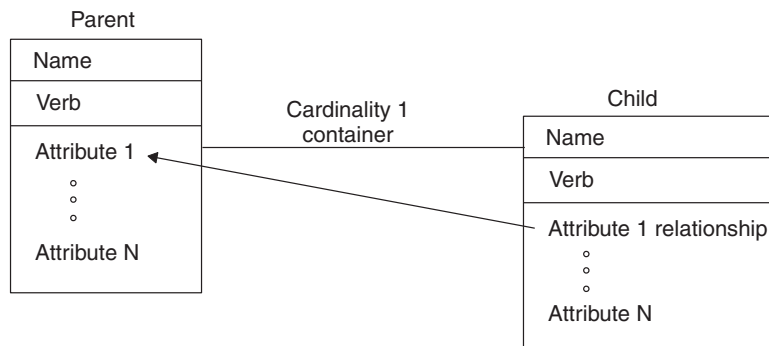 Parent
Name
Verb
Attribute 1
Attribute N
Cardinality 1
container
Child
Name
Verb
Attribute 1 relationship
Attribute N